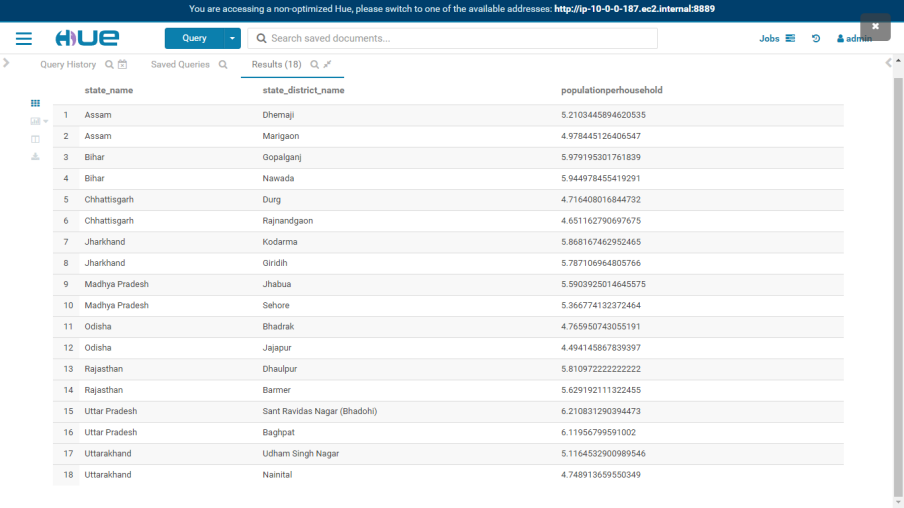 You are accessing a non-optimized Hue, please switch to one of the available addresses: http://ip-10-0-0-187.ec2.internal:8889
HUE Query Search saved documents... Jobs admin
Query History Saved Queries Results (18)
state_name state_district_name populationperhousehold
1 Assam Dhemaji 5.2103445894620535
2 Assam Marigaon 4.978445126406547
3 Bihar Gopalganj 5.979195301761839
4 Bihar Nawada 5.944978455419291
5 Chhattisgarh Durg 4.716408016844732
6 Chhattisgarh Rajnandgaon 4.651162790697675
7 Jharkhand Kodarma 5.868167462952465
8 Jharkhand Giridih 5.787106964805766
9 Madhya Pradesh Jhabua 5.5903925014645575
10 Madhya Pradesh Sehore 5.366774132372464
11 Odisha Bhadrak 4.765950743055191
12 Odisha Jajapur 4.494145867839397
13 Rajasthan Dhaulpur 5.810972222222222
14 Rajasthan Barmer 5.629192111322455
15 Uttar Pradesh Sant Ravidas Nagar (Bhadohi) 6.210831290394473
16 Uttar Pradesh Baghpat 6.11956799591002
17 Uttarakhand Udham Singh Nagar 5.1164532900989546
18 Uttarakhand Nainital 4.748913659550349